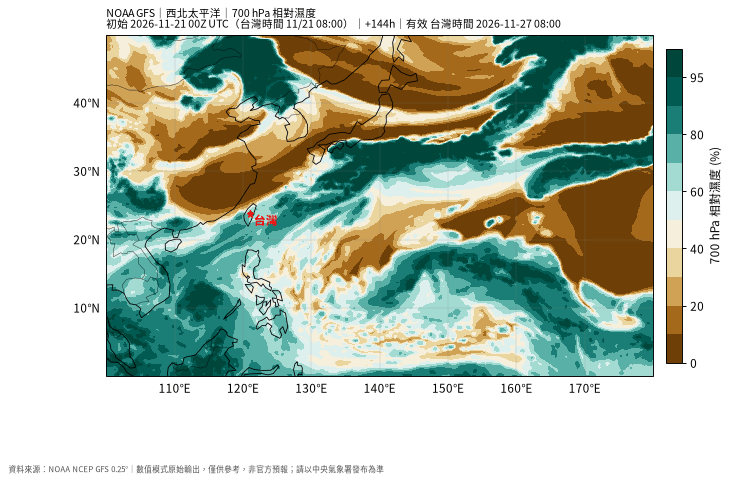 NOAA GFS｜西北太平洋｜700 hPa 相對濕度
初始 2026-11-21 00Z UTC（台灣時間 11/21 08:00）｜+144h｜有效 台灣時間 2026-11-27 08:00
40°N
30°N
20°N
10°N
110°E
120°E
130°E
140°E
150°E
160°E
170°E
台灣
95
80
60
40
20
0
700 hPa 相對濕度 (%)
資料來源：NOAA NCEP GFS 0.25°｜數值模式原始輸出，僅供參考，非官方預報；請以中央氣象署發布為準